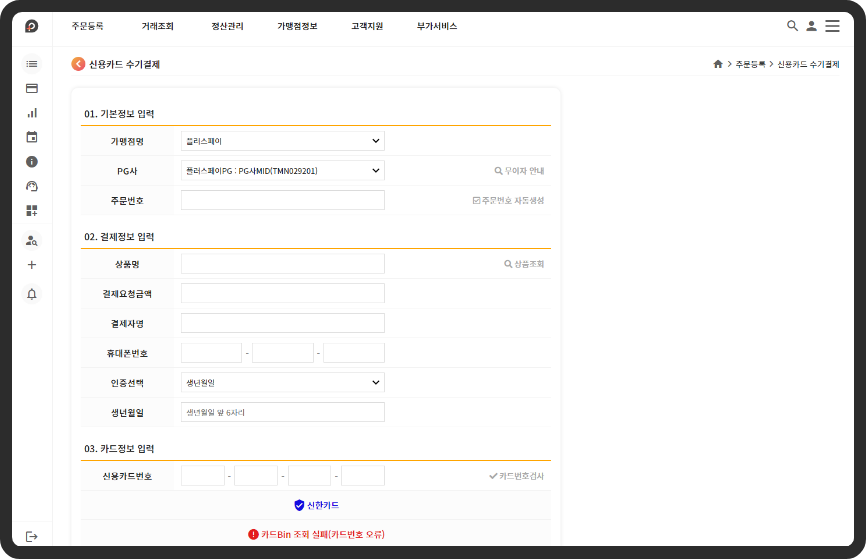 주문등록 거래조회 정산관리 가맹점정보 고객지원 부가서비스
신용카드 수기결제
주문등록 신용카드 수기결제
01. 기본정보 입력
가맹점명 플러스페이
PG사 플러스페이PG : PG사MID(TMN029201) 무이자 안내
주문번호 주문번호 자동생성
02. 결제정보 입력
상품명 상품조회
결제요청금액
결제자명
휴대폰번호 - -
인증선택 생년월일
생년월일 생년월일 앞 6자리
03. 카드정보 입력
신용카드번호 - - - 카드번호검사
신한카드
카드Bin 조회 실패(카드번호 오류)